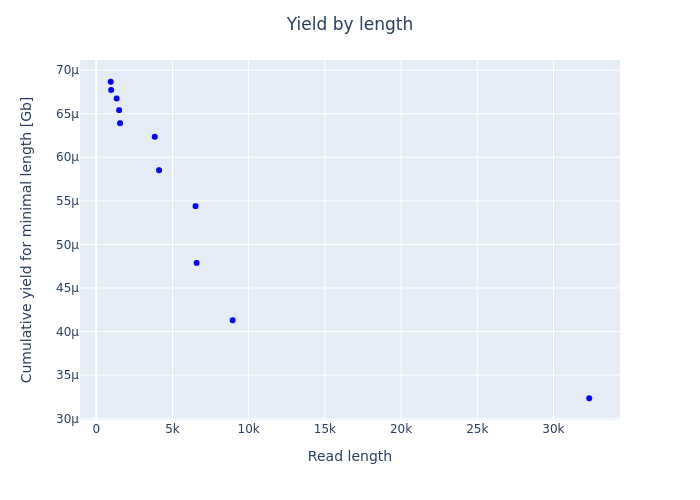 Yield by length
Cumulative yield for minimal length [Gb]
70μ
65μ
60μ
55μ
50μ
45μ
40μ
35μ
30μ
0 5k 10k 15k 20k 25k 30k
Read length